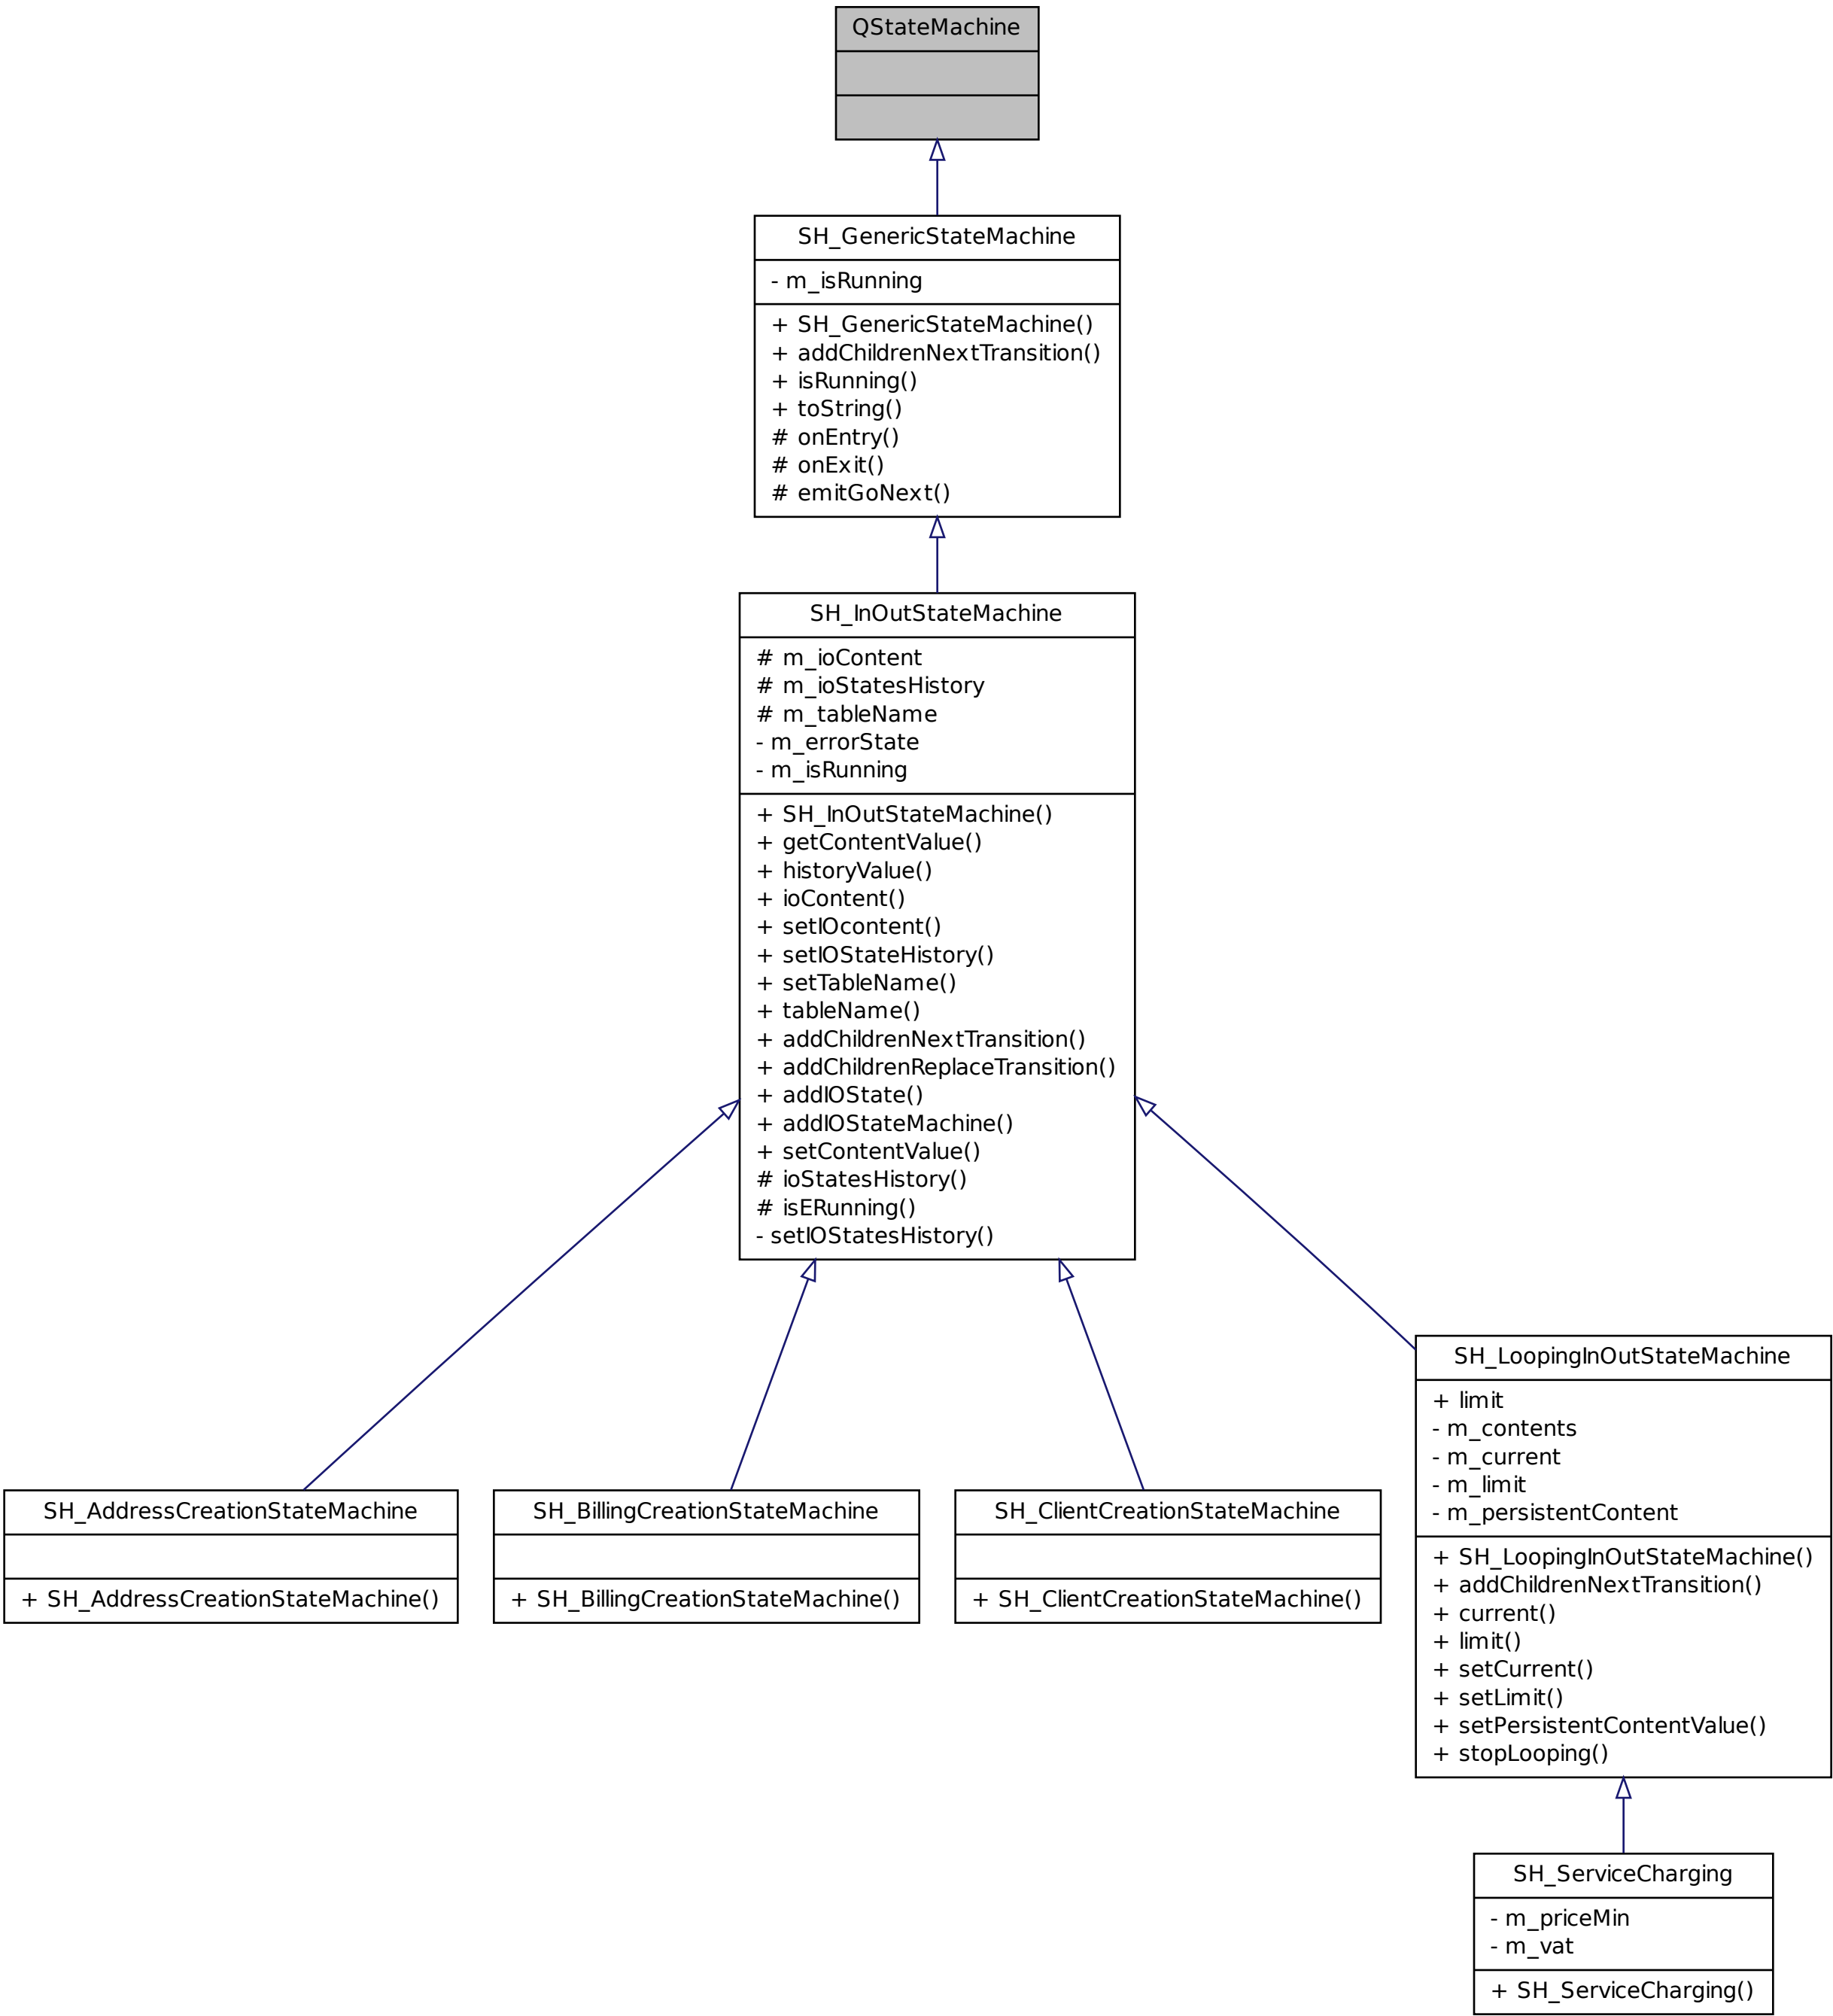 QStateMachine
SH_GenericStateMachine
- m_isRunning
+ SH_GenericStateMachine()
+ addChildrenNextTransition()
+ isRunning()
+ toString()
# onEntry()
# onExit()
# emitGoNext()
SH_InOutStateMachine
# m_ioContent
# m_ioStatesHistory
# m_tableName
- m_errorState
- m_isRunning
+ SH_InOutStateMachine()
+ getContentValue()
+ historyValue()
+ ioContent()
+ setIOcontent()
+ setIOStateHistory()
+ setTableName()
+ tableName()
+ addChildrenNextTransition()
+ addChildrenReplaceTransition()
+ addIOState()
+ addIOStateMachine()
+ setContentValue()
# ioStatesHistory()
# isERunning()
- setIOStatesHistory()
SH_AddressCreationStateMachine
+ SH_AddressCreationStateMachine()
SH_BillingCreationStateMachine
+ SH_BillingCreationStateMachine()
SH_ClientCreationStateMachine
+ SH_ClientCreationStateMachine()
SH_LoopingInOutStateMachine
+ limit
- m_contents
- m_current
- m_limit
- m_persistentContent
+ SH_LoopingInOutStateMachine()
+ addChildrenNextTransition()
+ current()
+ limit()
+ setCurrent()
+ setLimit()
+ setPersistentContentValue()
+ stopLooping()
SH_ServiceCharging
- m_priceMin
- m_vat
+ SH_ServiceCharging()